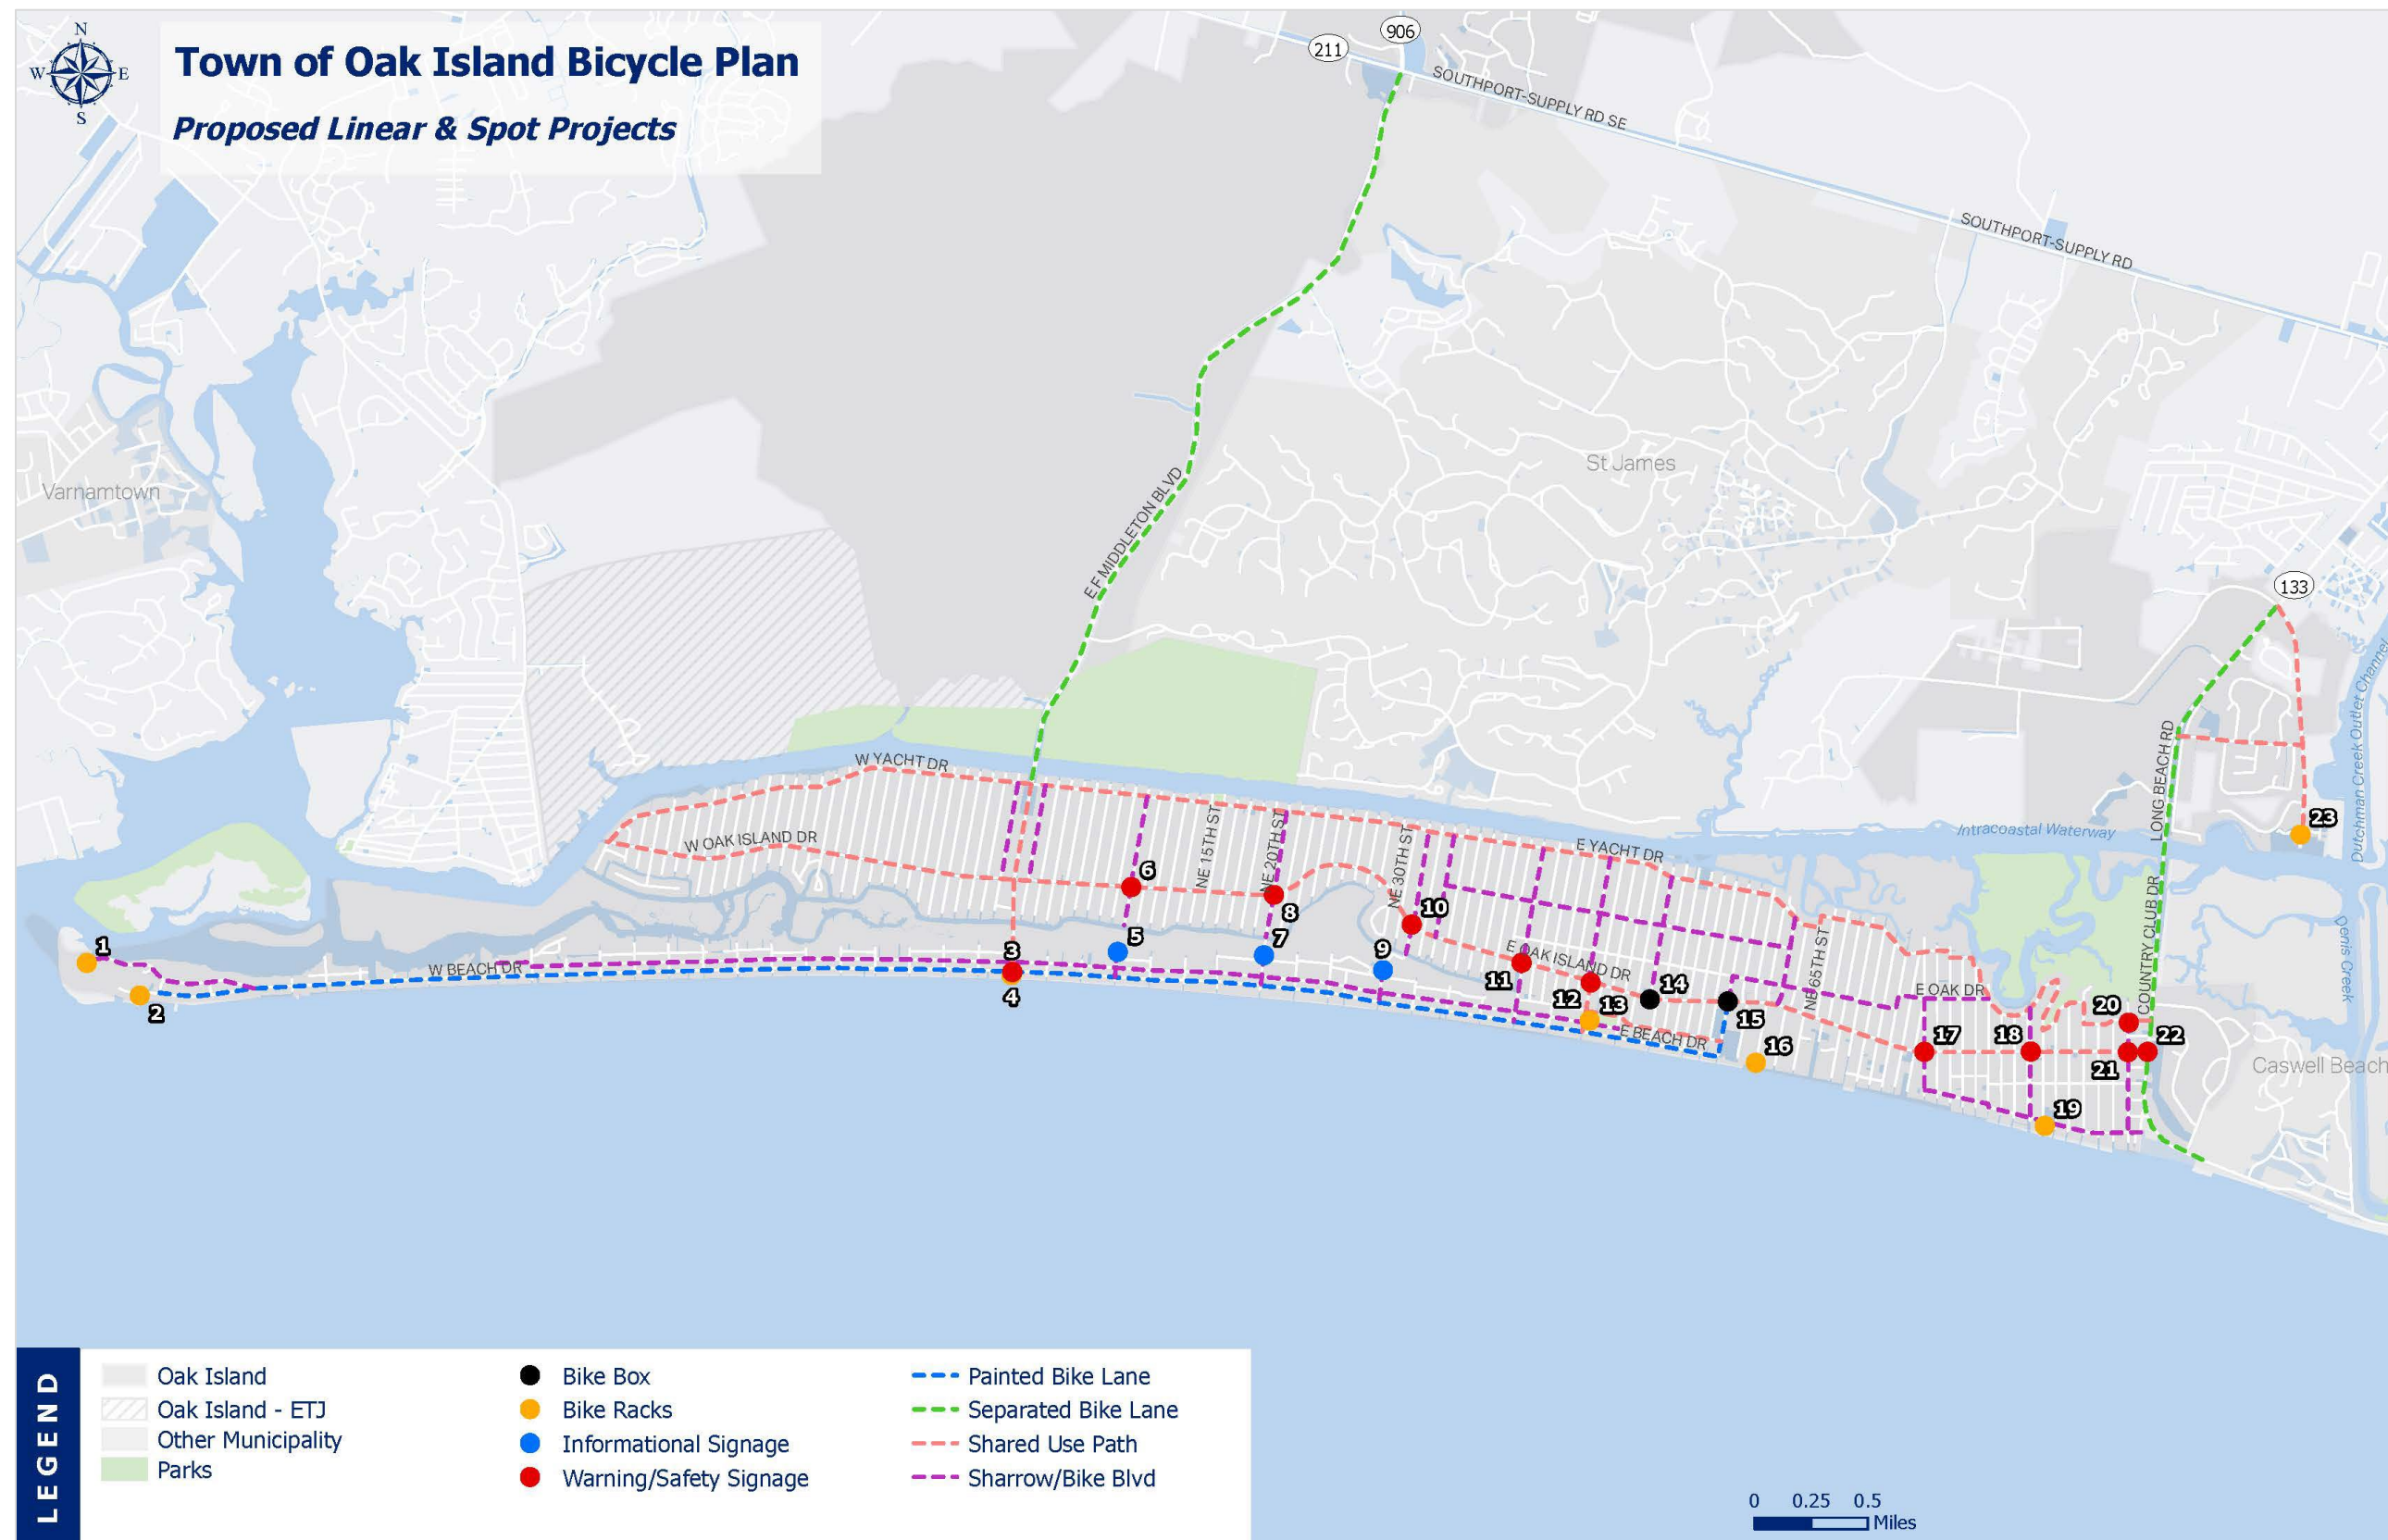 N
W E
S
Town of Oak Island Bicycle Plan
Proposed Linear & Spot Projects
906
211
SOUTHPORT-SUPPLY RD SE
SOUTHPORT-SUPPLY RD
St James
Varnamtown
E F MIDDLETON BLVD
133
LONG BEACH RD
Dutchman Creek Outlet Channel
W YACHT DR
W OAK ISLAND DR
NE 15TH ST
NE 20TH ST
NE 30TH ST
E YACHT DR
Intracoastal Waterway
23
6
8
10
COUNTRY CLUB DR
Denis Creek
1
W BEACH DR
3
5
7
9
E OAK ISLAND DR
NE 65TH ST
11
14
E OAK DR
2
4
12
13
15
20
E BEACH DR
16
17
18
22
21
Caswell Beach
19
LEGEND
Oak Island
Oak Island - ETJ
Other Municipality
Parks
Bike Box
Bike Racks
Informational Signage
Warning/Safety Signage
Painted Bike Lane
Separated Bike Lane
Shared Use Path
Sharrow/Bike Blvd
0 0.25 0.5
Miles